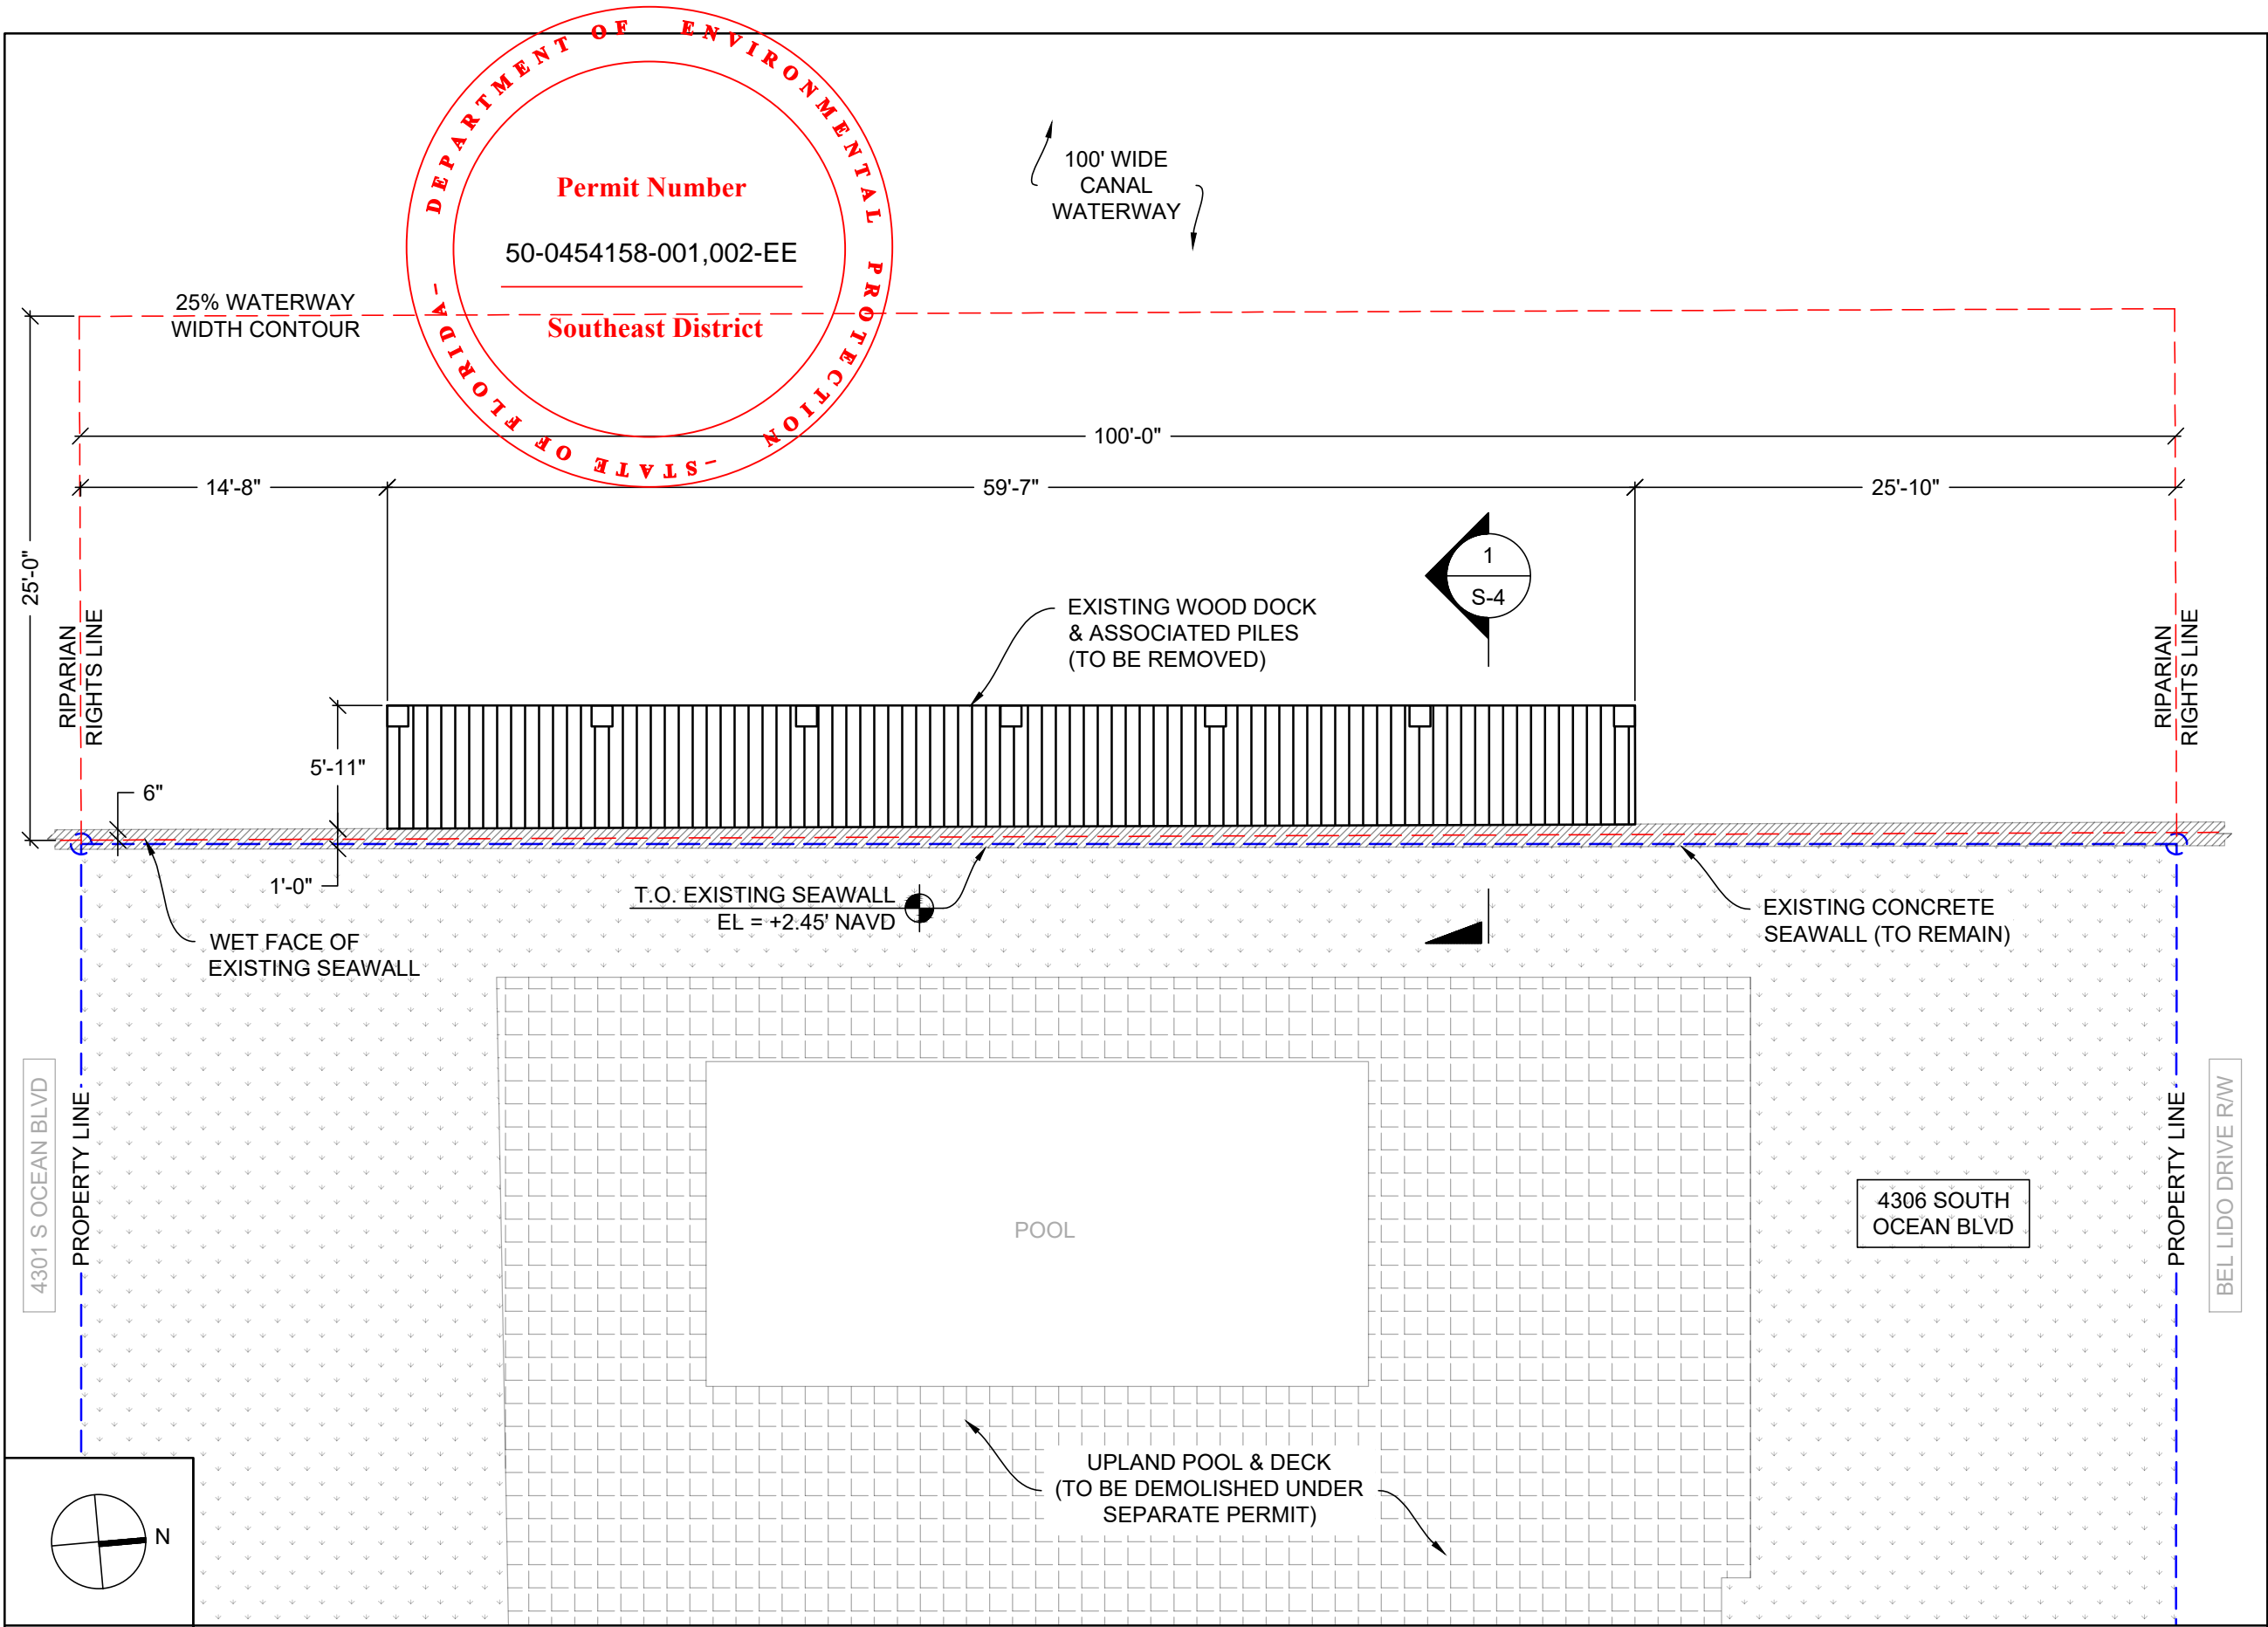 DEPARTMENT OF ENVIRONMENTAL PROTECTION
-STATE OF FLORIDA-
Permit Number
50-0454158-001,002-EE
Southeast District
100' WIDE
CANAL
WATERWAY
25% WATERWAY
WIDTH CONTOUR
100'-0"
14'-8"
59'-7"
25'-10"
25'-0"
1
S-4
EXISTING WOOD DOCK
& ASSOCIATED PILES
(TO BE REMOVED)
RIPARIAN
RIGHTS LINE
RIPARIAN
RIGHTS LINE
5'-11"
6"
1'-0"
T.O. EXISTING SEAWALL
EL = +2.45' NAVD
EXISTING CONCRETE
SEAWALL (TO REMAIN)
WET FACE OF
EXISTING SEAWALL
4301 S OCEAN BLVD
PROPERTY LINE
POOL
4306 SOUTH
OCEAN BLVD
PROPERTY LINE
BEL LIDO DRIVE R/W
UPLAND POOL & DECK
(TO BE DEMOLISHED UNDER
SEPARATE PERMIT)
N